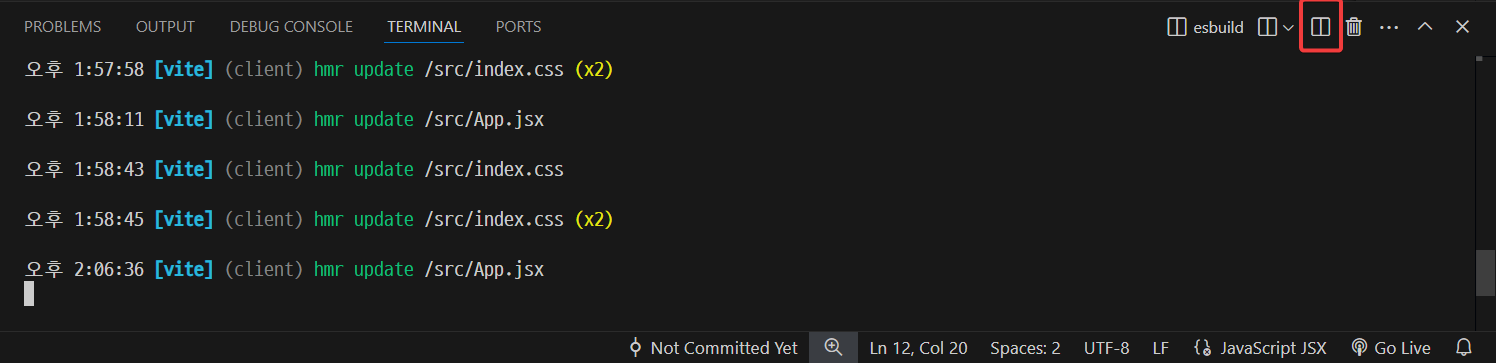 PROBLEMS OUTPUT DEBUG CONSOLE TERMINAL PORTS esbuild
오후 1:57:58 [vite] (client) hmr update /src/index.css (x2)
오후 1:58:11 [vite] (client) hmr update /src/App.jsx
오후 1:58:43 [vite] (client) hmr update /src/index.css
오후 1:58:45 [vite] (client) hmr update /src/index.css (x2)
오후 2:06:36 [vite] (client) hmr update /src/App.jsx
Not Committed Yet Ln 12, Col 20 Spaces: 2 UTF-8 LF JavaScript JSX Go Live